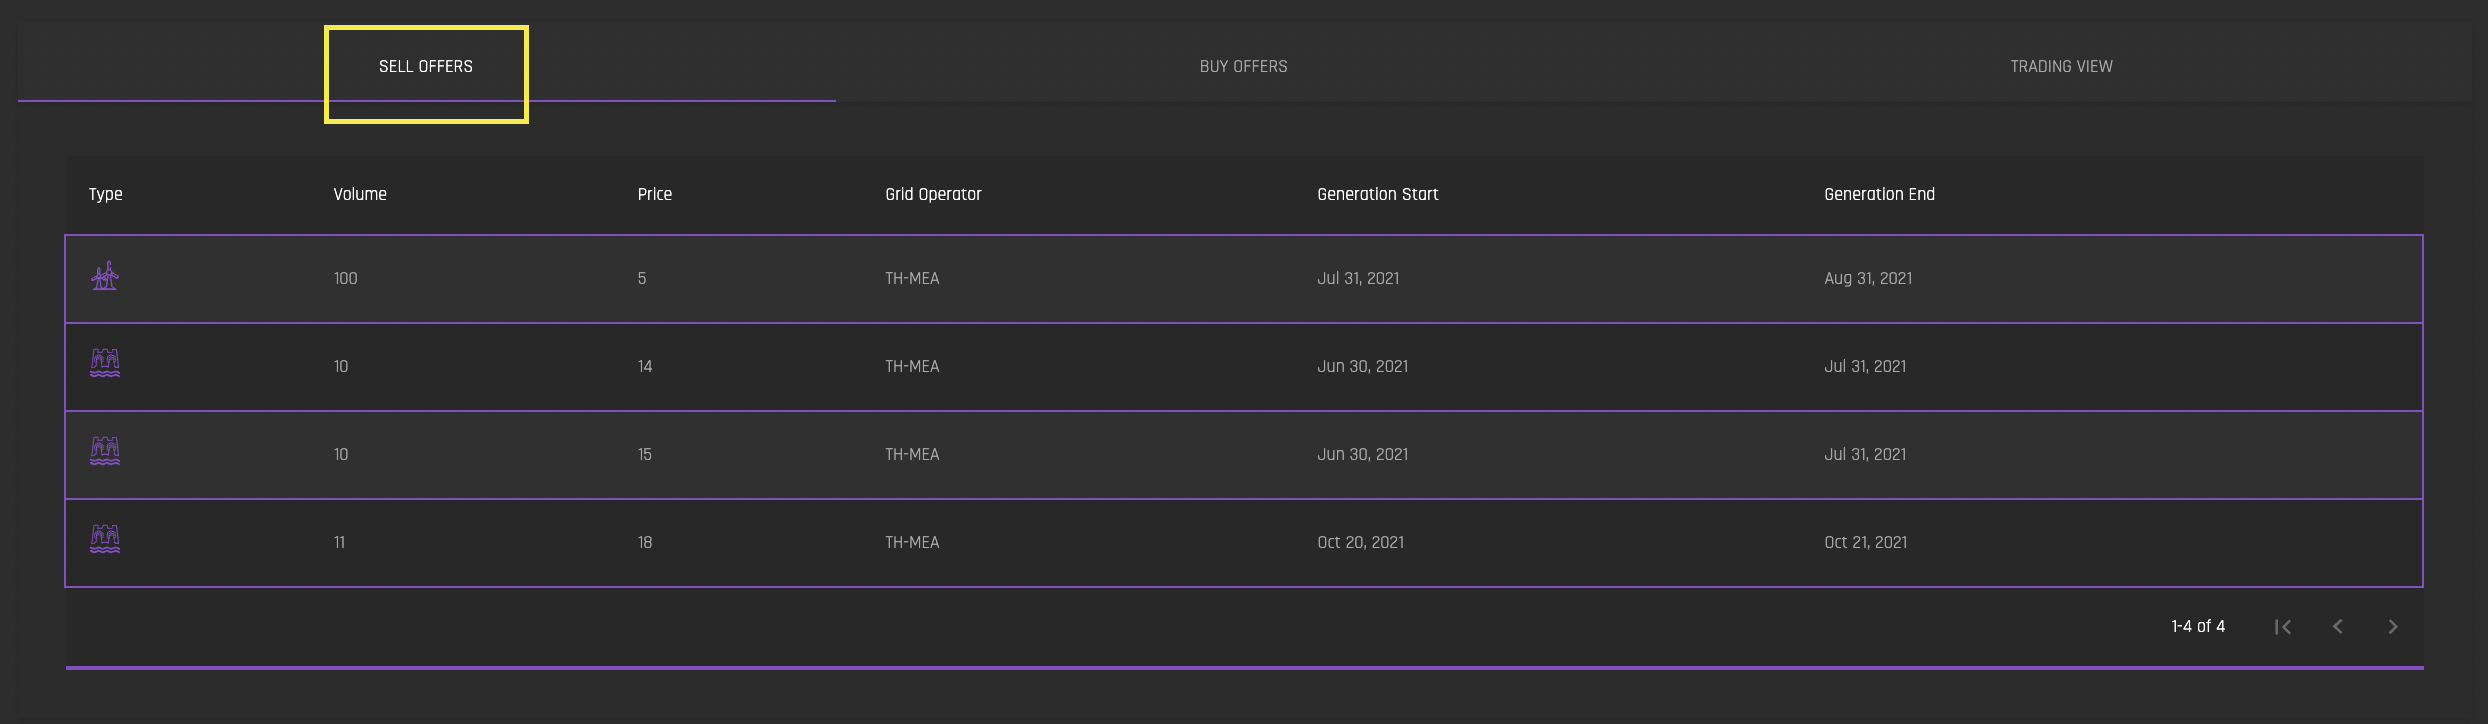 SELL OFFERS BUY OFFERS TRADING VIEW
Type Volume Price Grid Operator Generation Start Generation End
100 5 TH-MEA Jul 31, 2021 Aug 31, 2021
10 14 TH-MEA Jun 30, 2021 Jul 31, 2021
10 15 TH-MEA Jun 30, 2021 Jul 31, 2021
11 18 TH-MEA Oct 20, 2021 Oct 21, 2021
1-4 of 4